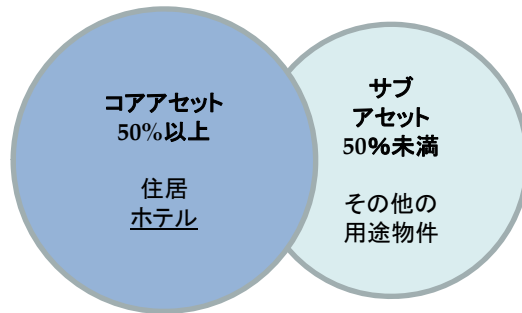 コアアセット
50%以上
住居
ホテル
サブ
アセット
50%未満
その他の
用途物件